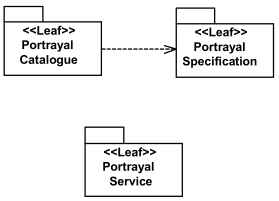 <<Leaf>>
Portrayal
Catalogue
<<Leaf>>
Portrayal
Specification
<<Leaf>>
Portrayal
Service